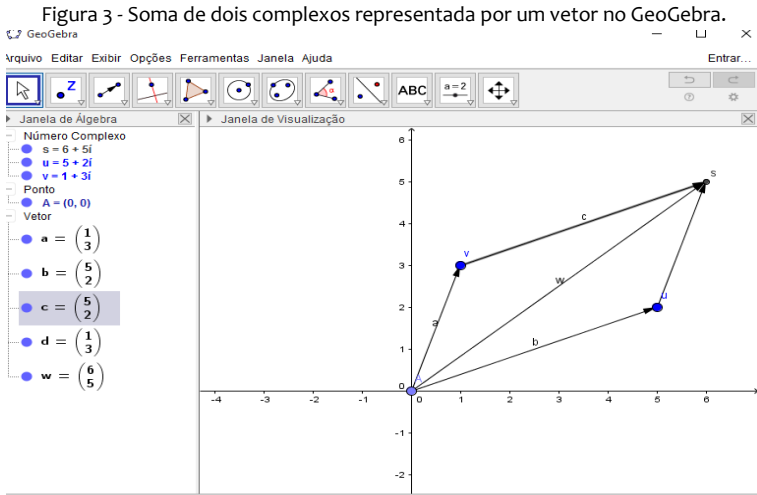 Figura 3 - Soma de dois complexos representada por um vetor no GeoGebra.
GeoGebra
Arquivo Editar Exibir Opções Ferramentas Janela Ajuda
Entrar...
ABC
a=2
Janela de Álgebra
Janela de Visualização
Número Complexo
s = 6 + 5í
u = 5 + 2í
v = 1 + 3í
Ponto
A = (0, 0)
Vetor
a = (1 3)
b = (5 2)
c = (5 2)
d = (1 3)
w = (6 5)
6
5
4
3
2
1
0
-1
-2
-4 -3 -2 -1 0 1 2 3 4 5 6
s
c
v
w
u
a
b
A